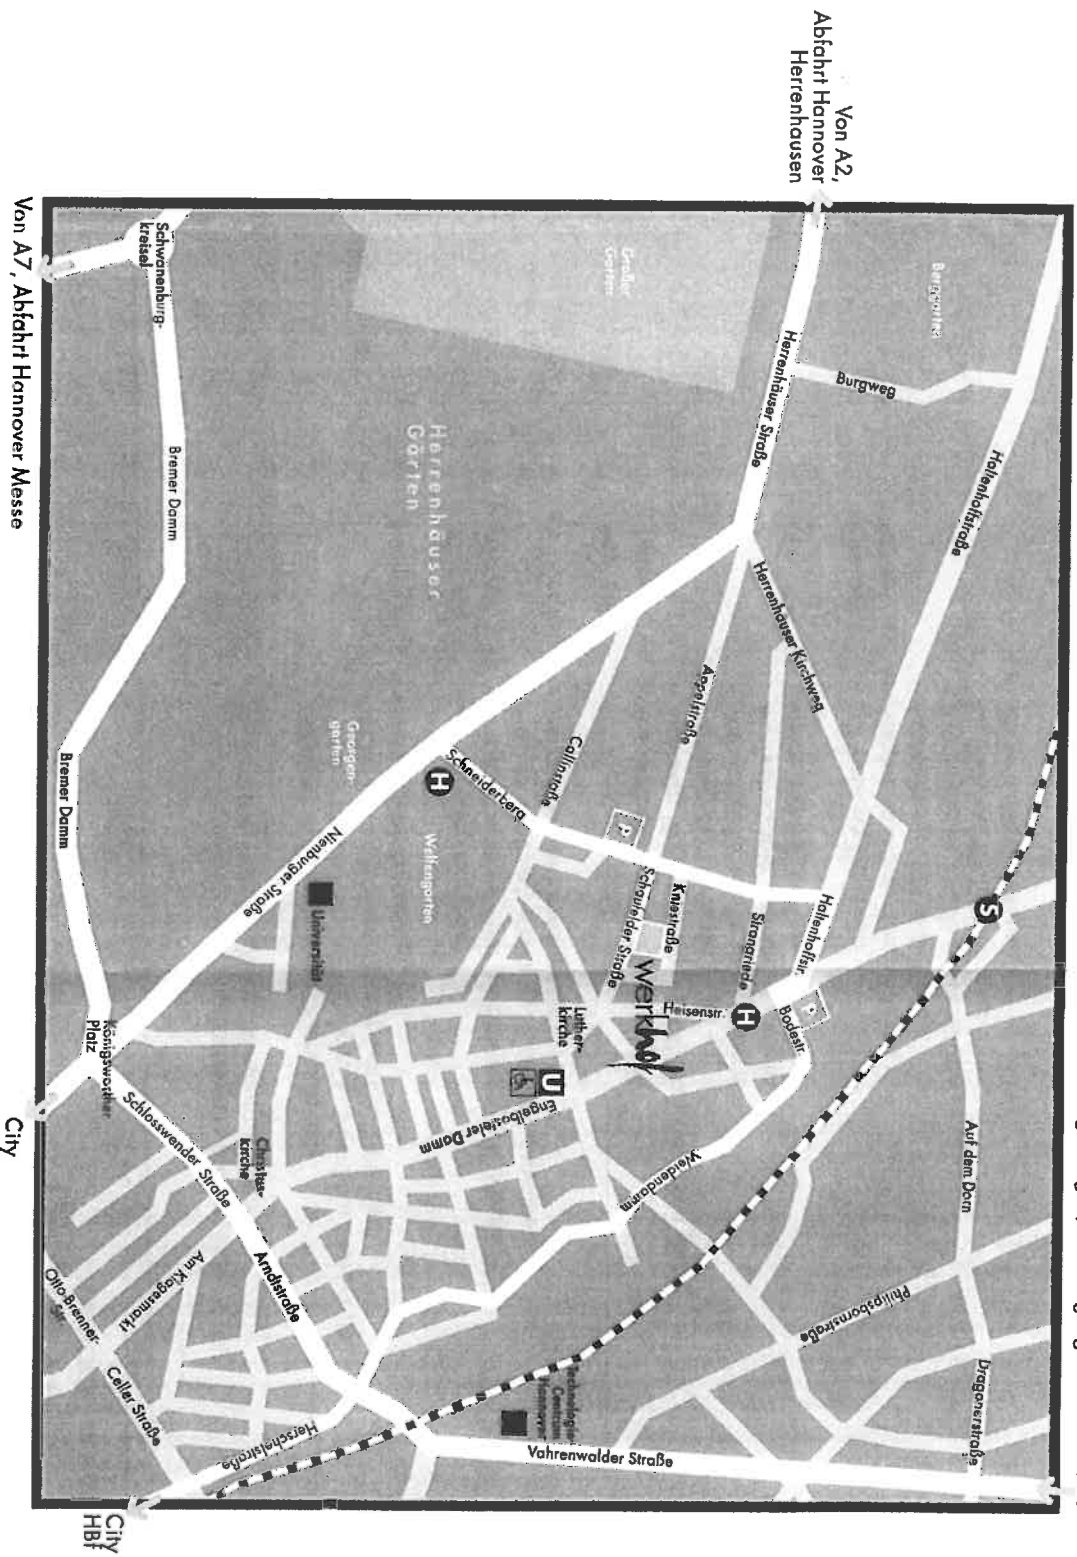 Von A2,
Abfahrt Hannover
Herrenhausen
Berggarten
Großer
Garten
Burgweg
Haltenhoffstraße
Herrenhäuser Straße
Herrenhäuser
Gärten
Herrenhäuser Kirchweg
Appelstraße
Callinstraße
Schneiderberg
H
Georgen-
garten
Welfengarten
Nienburger Straße
Universität
P
Schaufelder Straße
Kniestraße
Strangriede
Haltenhoffstr.
S
werkhof
Heisenstr.
H
P
Bodestr.
Luther-
kirche
U
Engelbosteler Damm
Weidendamm
Auf dem Dorn
Philipsbornstraße
Dragonerstraße
Vahrenwalder Straße
Technologie
Centrum
Hannover
Schwanenburg-
kreisel
Bremer Damm
Bremer Damm
Königsworther
Platz
Schlosswender Straße
Christus-
kirche
Arndtstraße
Am Klagesmarkt
Otto-Brenner-
Str.
Celler Straße
Herschelstraße
Von A7, Abfahrt Hannover Messe
City
City
HBF